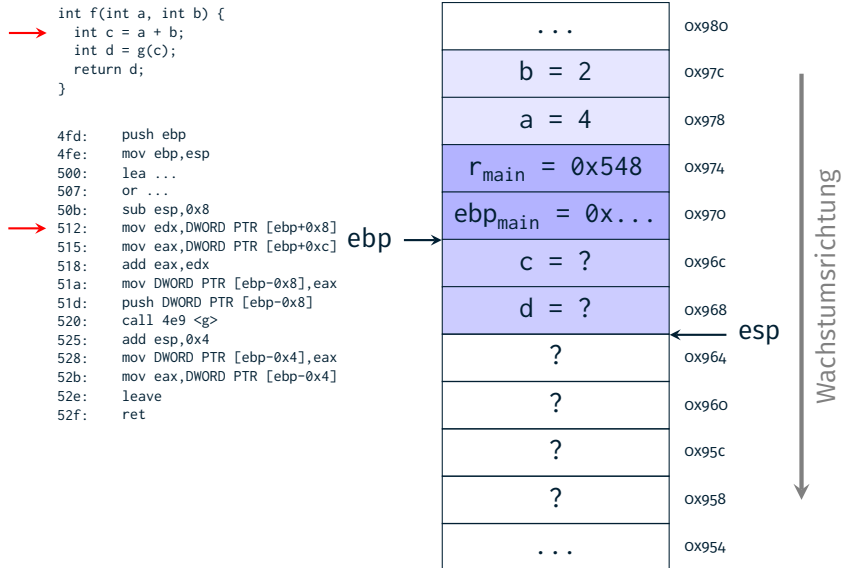 int f(int a, int b) {
int c = a + b;
int d = g(c);
return d;
}
4fd: push ebp
4fe: mov ebp,esp
500: lea ...
507: or ...
50b: sub esp,0x8
512: mov edx,DWORD PTR [ebp+0x8]
515: mov eax,DWORD PTR [ebp+0xc]
518: add eax,edx
51a: mov DWORD PTR [ebp-0x8],eax
51d: push DWORD PTR [ebp-0x8]
520: call 4e9 <g>
525: add esp,0x4
528: mov DWORD PTR [ebp-0x4],eax
52b: mov eax,DWORD PTR [ebp-0x4]
52e: leave
52f: ret
... 0x980
b = 2 0x97c
a = 4 0x978
r_main = 0x548 0x974
ebp_main = 0x... 0x970
ebp
c = ? 0x96c
d = ? 0x968
esp
? 0x964
? 0x960
? 0x95c
? 0x958
... 0x954
Wachstumsrichtung